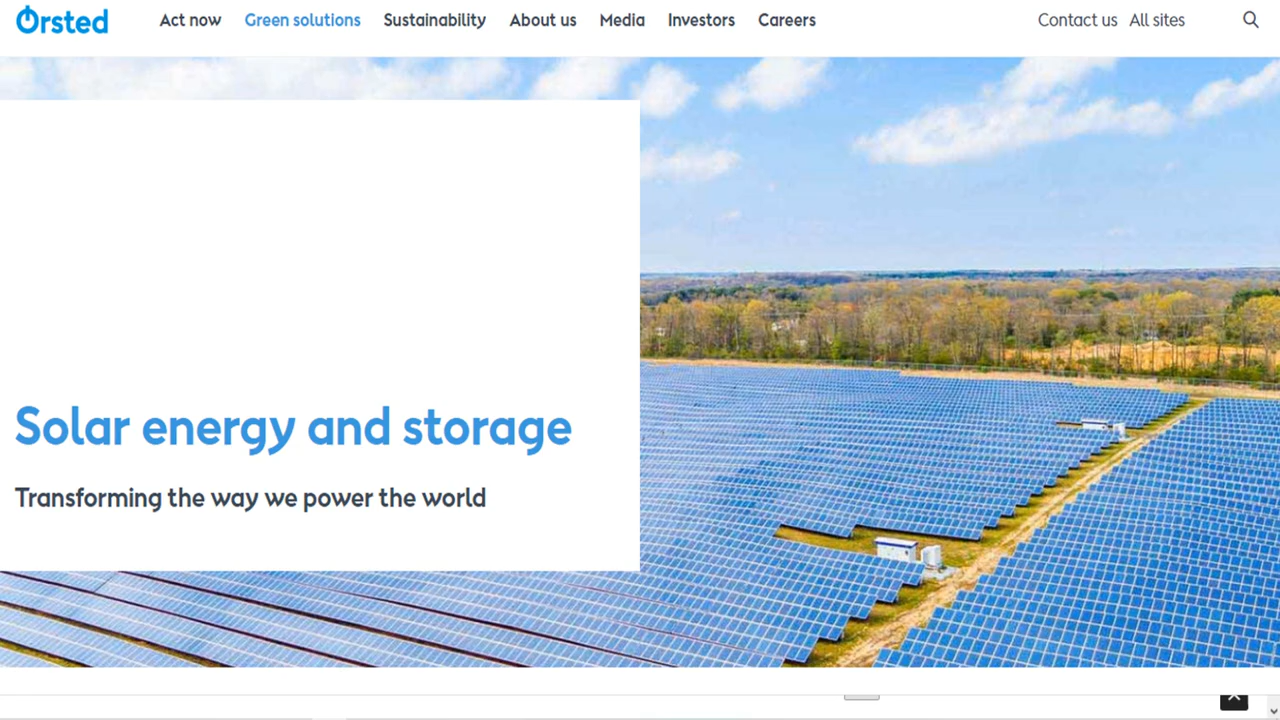 Ørsted
Act now Green solutions Sustainability About us Media Investors Careers Contact us All sites
Solar energy and storage
Transforming the way we power the world